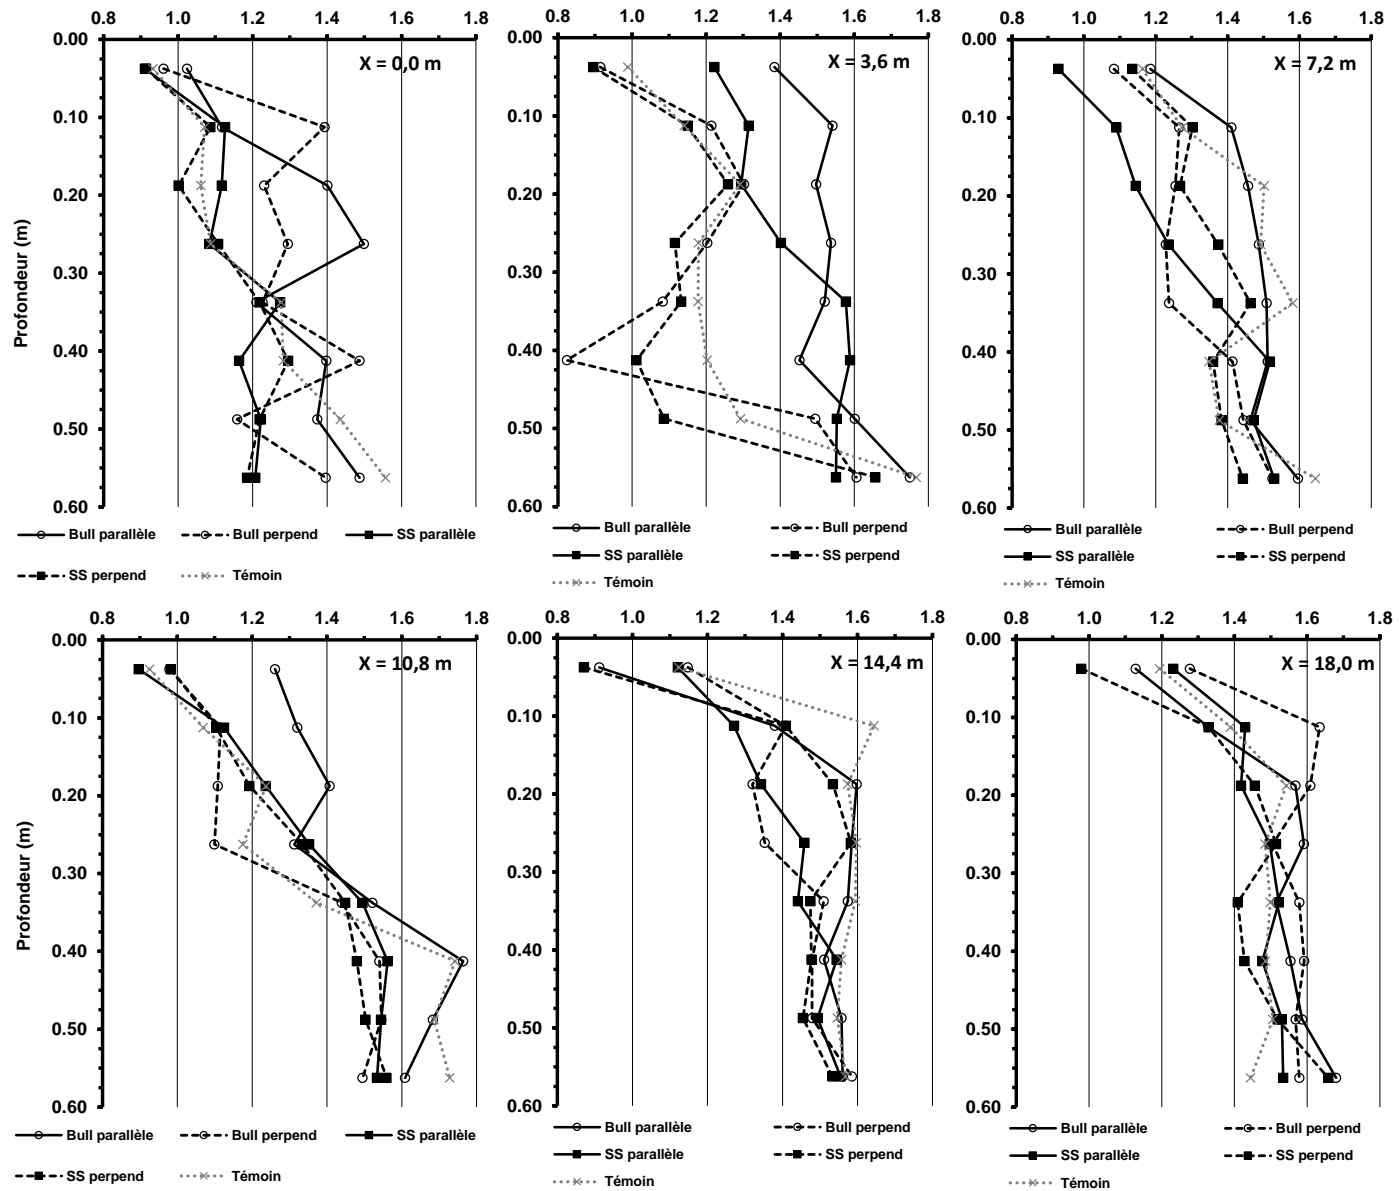 0.8 1.0 1.2 1.4 1.6 1.8
0.00
0.10
0.20
0.30
0.40
0.50
0.60
Profondeur (m)
X = 0,0 m
Bull parallèle Bull perpend SS parallèle
SS perpend Témoin
0.8 1.0 1.2 1.4 1.6 1.8
0.00
0.10
0.20
0.30
0.40
0.50
0.60
X = 3,6 m
Bull parallèle Bull perpend
SS parallèle SS perpend
Témoin
0.8 1.0 1.2 1.4 1.6 1.8
0.00
0.10
0.20
0.30
0.40
0.50
0.60
X = 7,2 m
Bull parallèle Bull perpend
SS parallèle SS perpend
Témoin
0.8 1.0 1.2 1.4 1.6 1.8
0.00
0.10
0.20
0.30
0.40
0.50
0.60
Profondeur (m)
X = 10,8 m
Bull parallèle Bull perpend SS parallèle
SS perpend Témoin
0.8 1.0 1.2 1.4 1.6 1.8
0.00
0.10
0.20
0.30
0.40
0.50
0.60
X = 14,4 m
Bull parallèle Bull perpend
SS parallèle SS perpend
Témoin
0.8 1.0 1.2 1.4 1.6 1.8
0.00
0.10
0.20
0.30
0.40
0.50
0.60
X = 18,0 m
Bull parallèle Bull perpend
SS parallèle SS perpend
Témoin